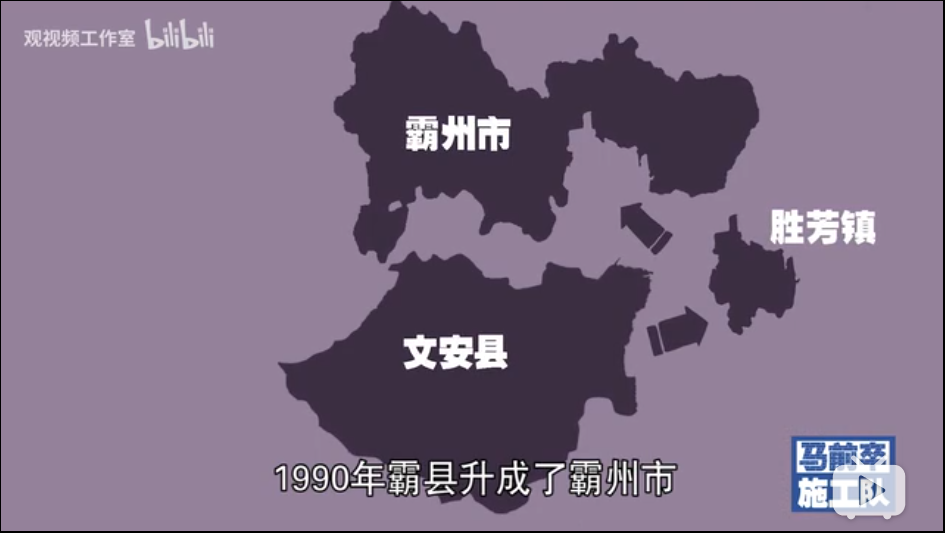 观视频工作室 bilibili
霸州市
胜芳镇
文安县
1990年霸县升成了霸州市
马前卒
施工队